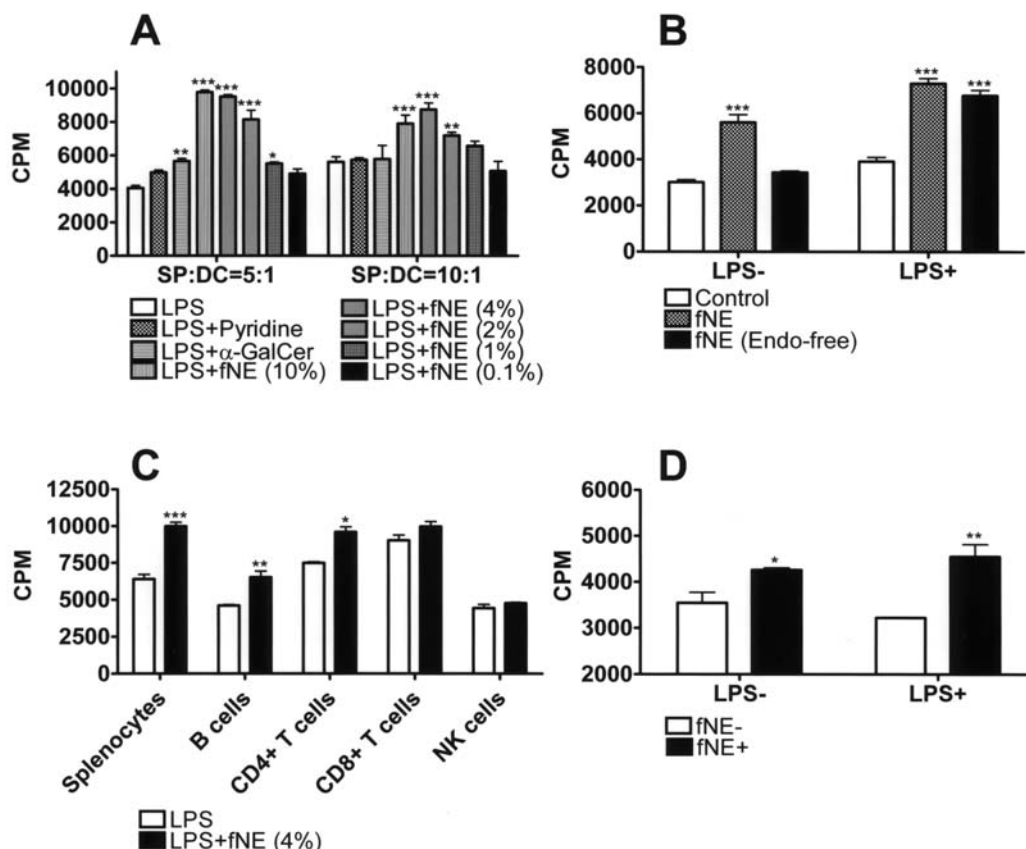 A
CPM
10000
8000
6000
4000
2000
0
*** *** *** ** *
*** *** **
SP:DC=5:1 SP:DC=10:1
LPS
LPS+Pyridine
LPS+α-GalCer
LPS+fNE (10%)
LPS+fNE (4%)
LPS+fNE (2%)
LPS+fNE (1%)
LPS+fNE (0.1%)
B
CPM
8000
6000
4000
2000
0
*** *** ***
LPS- LPS+
Control
fNE
fNE (Endo-free)
C
CPM
12500
10000
7500
5000
2500
0
*** ** *
Splenocytes
B cells
CD4+ T cells
CD8+ T cells
NK cells
LPS
LPS+fNE (4%)
D
CPM
6000
5000
4000
3000
2000
* **
LPS- LPS+
fNE-
fNE+